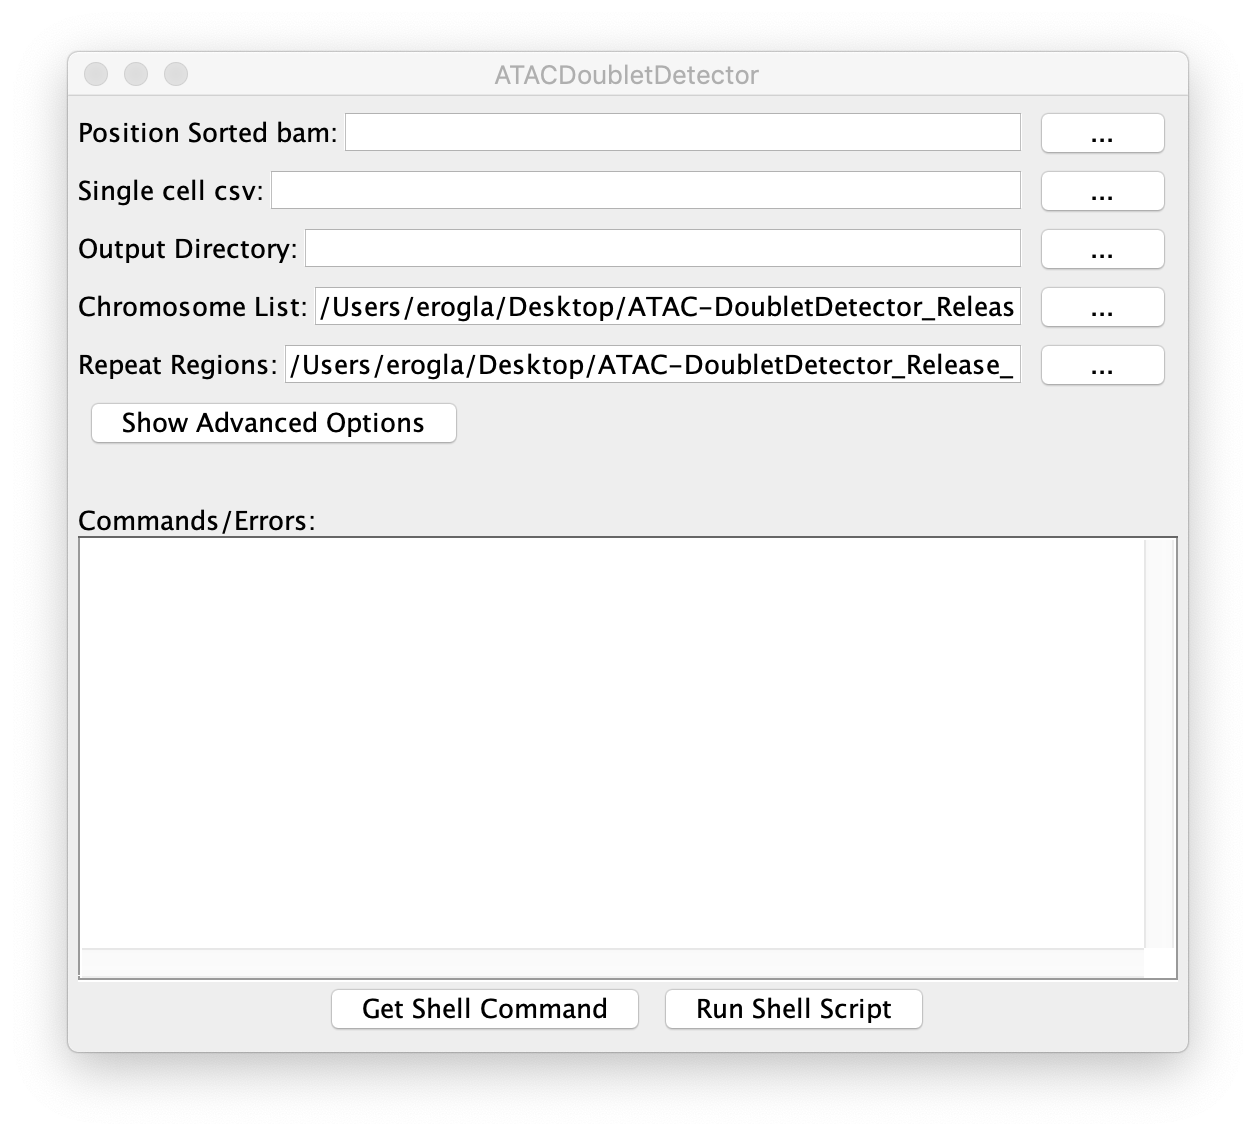 ATACDoubletDetector
Position Sorted bam: ...
Single cell csv: ...
Output Directory: ...
Chromosome List: /Users/erogla/Desktop/ATAC-DoubletDetector_Releas ...
Repeat Regions: /Users/erogla/Desktop/ATAC-DoubletDetector_Release_ ...
Show Advanced Options
Commands/Errors:
Get Shell Command Run Shell Script